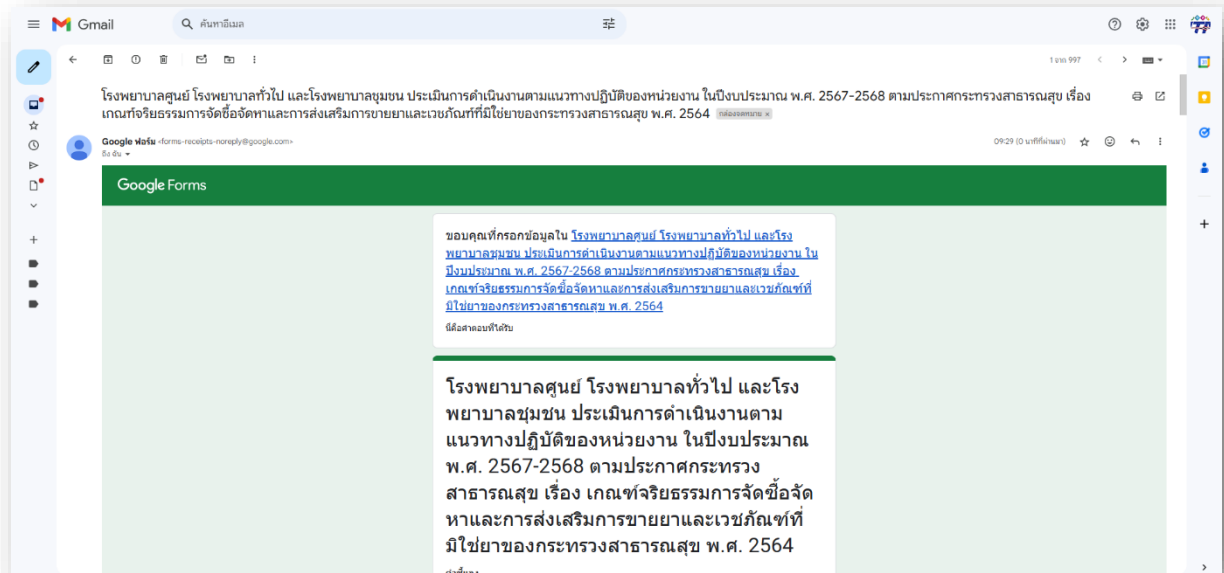 Gmail
ค้นหาอีเมล
1 จาก 997
โรงพยาบาลศูนย์ โรงพยาบาลทั่วไป และโรงพยาบาลชุมชน ประเมินการดำเนินงานตามแนวทางปฏิบัติของหน่วยงาน ในปีงบประมาณ พ.ศ. 2567-2568 ตามประกาศกระทรวงสาธารณสุข เรื่อง
เกณฑ์จริยธรรมการจัดซื้อจัดหาและการส่งเสริมการขายยาและเวชภัณฑ์ที่มิใช่ยาของกระทรวงสาธารณสุข พ.ศ. 2564 กล่องจดหมาย x
Google ฟอร์ม <forms-receipts-noreply@google.com>
09:29 (0 นาทีที่ผ่านมา)
ถึง ฉัน
Google Forms
ขอบคุณที่กรอกข้อมูลใน โรงพยาบาลศูนย์ โรงพยาบาลทั่วไป และโรง
พยาบาลชุมชน ประเมินการดำเนินงานตามแนวทางปฏิบัติของหน่วยงาน ใน
ปีงบประมาณ พ.ศ. 2567-2568 ตามประกาศกระทรวงสาธารณสุข เรื่อง
เกณฑ์จริยธรรมการจัดซื้อจัดหาและการส่งเสริมการขายยาและเวชภัณฑ์ที่
มิใช่ยาของกระทรวงสาธารณสุข พ.ศ. 2564
นี่คือคำตอบที่ได้รับ
โรงพยาบาลศูนย์ โรงพยาบาลทั่วไป และโรง
พยาบาลชุมชน ประเมินการดำเนินงานตาม
แนวทางปฏิบัติของหน่วยงาน ในปีงบประมาณ
พ.ศ. 2567-2568 ตามประกาศกระทรวง
สาธารณสุข เรื่อง เกณฑ์จริยธรรมการจัดซื้อจัด
หาและการส่งเสริมการขายยาและเวชภัณฑ์ที่
มิใช่ยาของกระทรวงสาธารณสุข พ.ศ. 2564